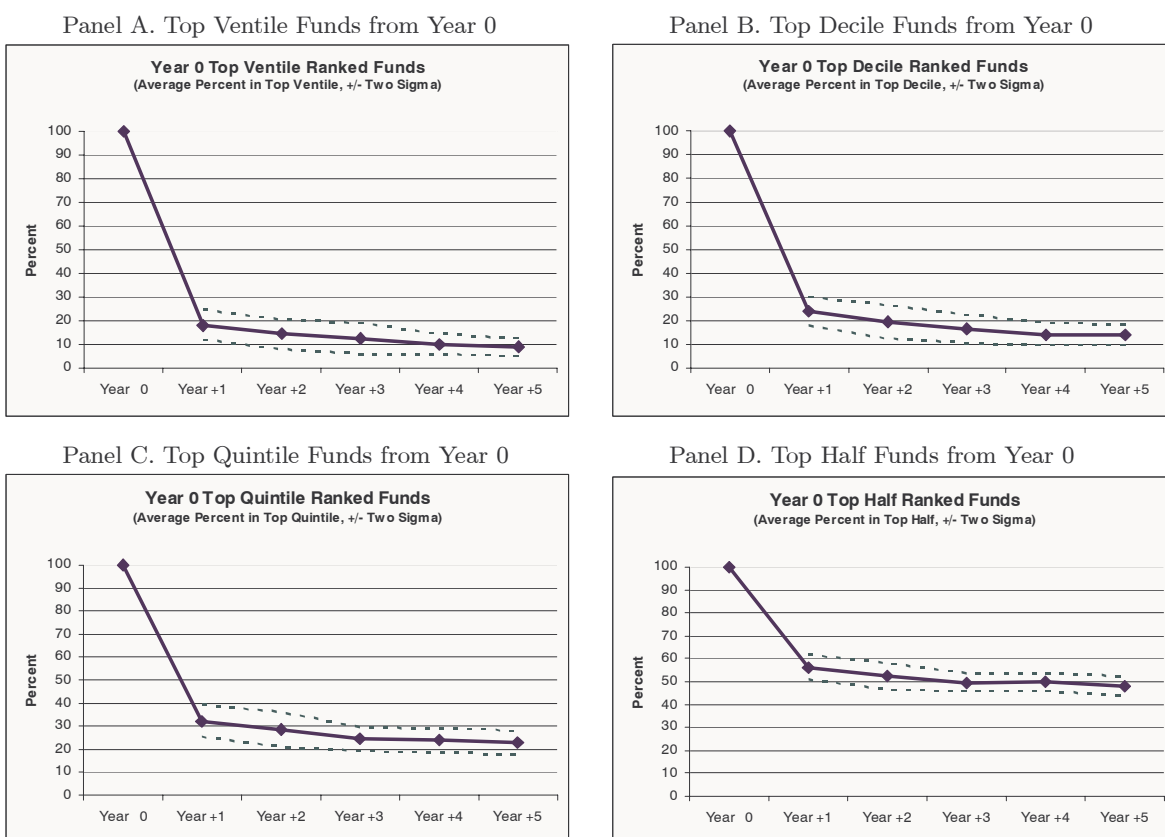 Panel A. Top Ventile Funds from Year 0
Year 0 Top Ventile Ranked Funds
(Average Percent in Top Ventile, +/- Two Sigma)
Percent
100
90
80
70
60
50
40
30
20
10
0
Year 0 Year +1 Year +2 Year +3 Year +4 Year +5
Panel B. Top Decile Funds from Year 0
Year 0 Top Decile Ranked Funds
(Average Percent in Top Decile, +/- Two Sigma)
Percent
100
90
80
70
60
50
40
30
20
10
0
Year 0 Year +1 Year +2 Year +3 Year +4 Year +5
Panel C. Top Quintile Funds from Year 0
Year 0 Top Quintile Ranked Funds
(Average Percent in Top Quintile, +/- Two Sigma)
Percent
100
90
80
70
60
50
40
30
20
10
0
Year 0 Year +1 Year +2 Year +3 Year +4 Year +5
Panel D. Top Half Funds from Year 0
Year 0 Top Half Ranked Funds
(Average Percent in Top Half, +/- Two Sigma)
Percent
100
90
80
70
60
50
40
30
20
10
0
Year 0 Year +1 Year +2 Year +3 Year +4 Year +5